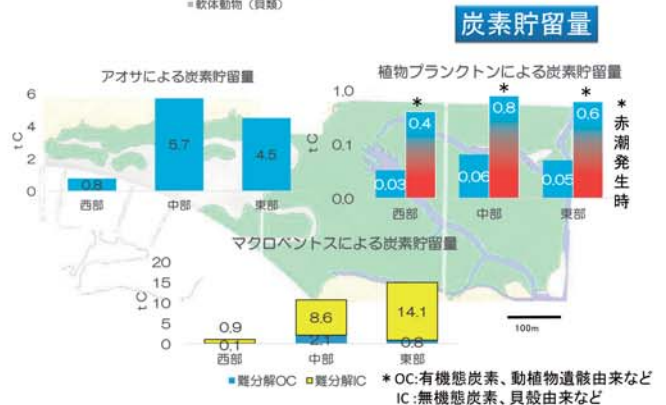 ■軟体動物（貝類）
炭素貯留量
アオサによる炭素貯留量
tC
6
4
2
0
0.8
5.7
4.5
西部
中部
東部
植物プランクトンによる炭素貯留量
tC
1.0
0.1
0.0
*
*
*
0.03
0.4
0.06
0.8
0.05
0.6
西部
中部
東部
*赤潮発生時
マクロベントスによる炭素貯留量
tC
20
15
10
5
0
0.9
0.1
8.6
2.1
14.1
0.8
西部
中部
東部
100m
■難分解OC ■難分解IC
*OC:有機態炭素、動植物遺骸由来など
IC:無機態炭素、貝殻由来など